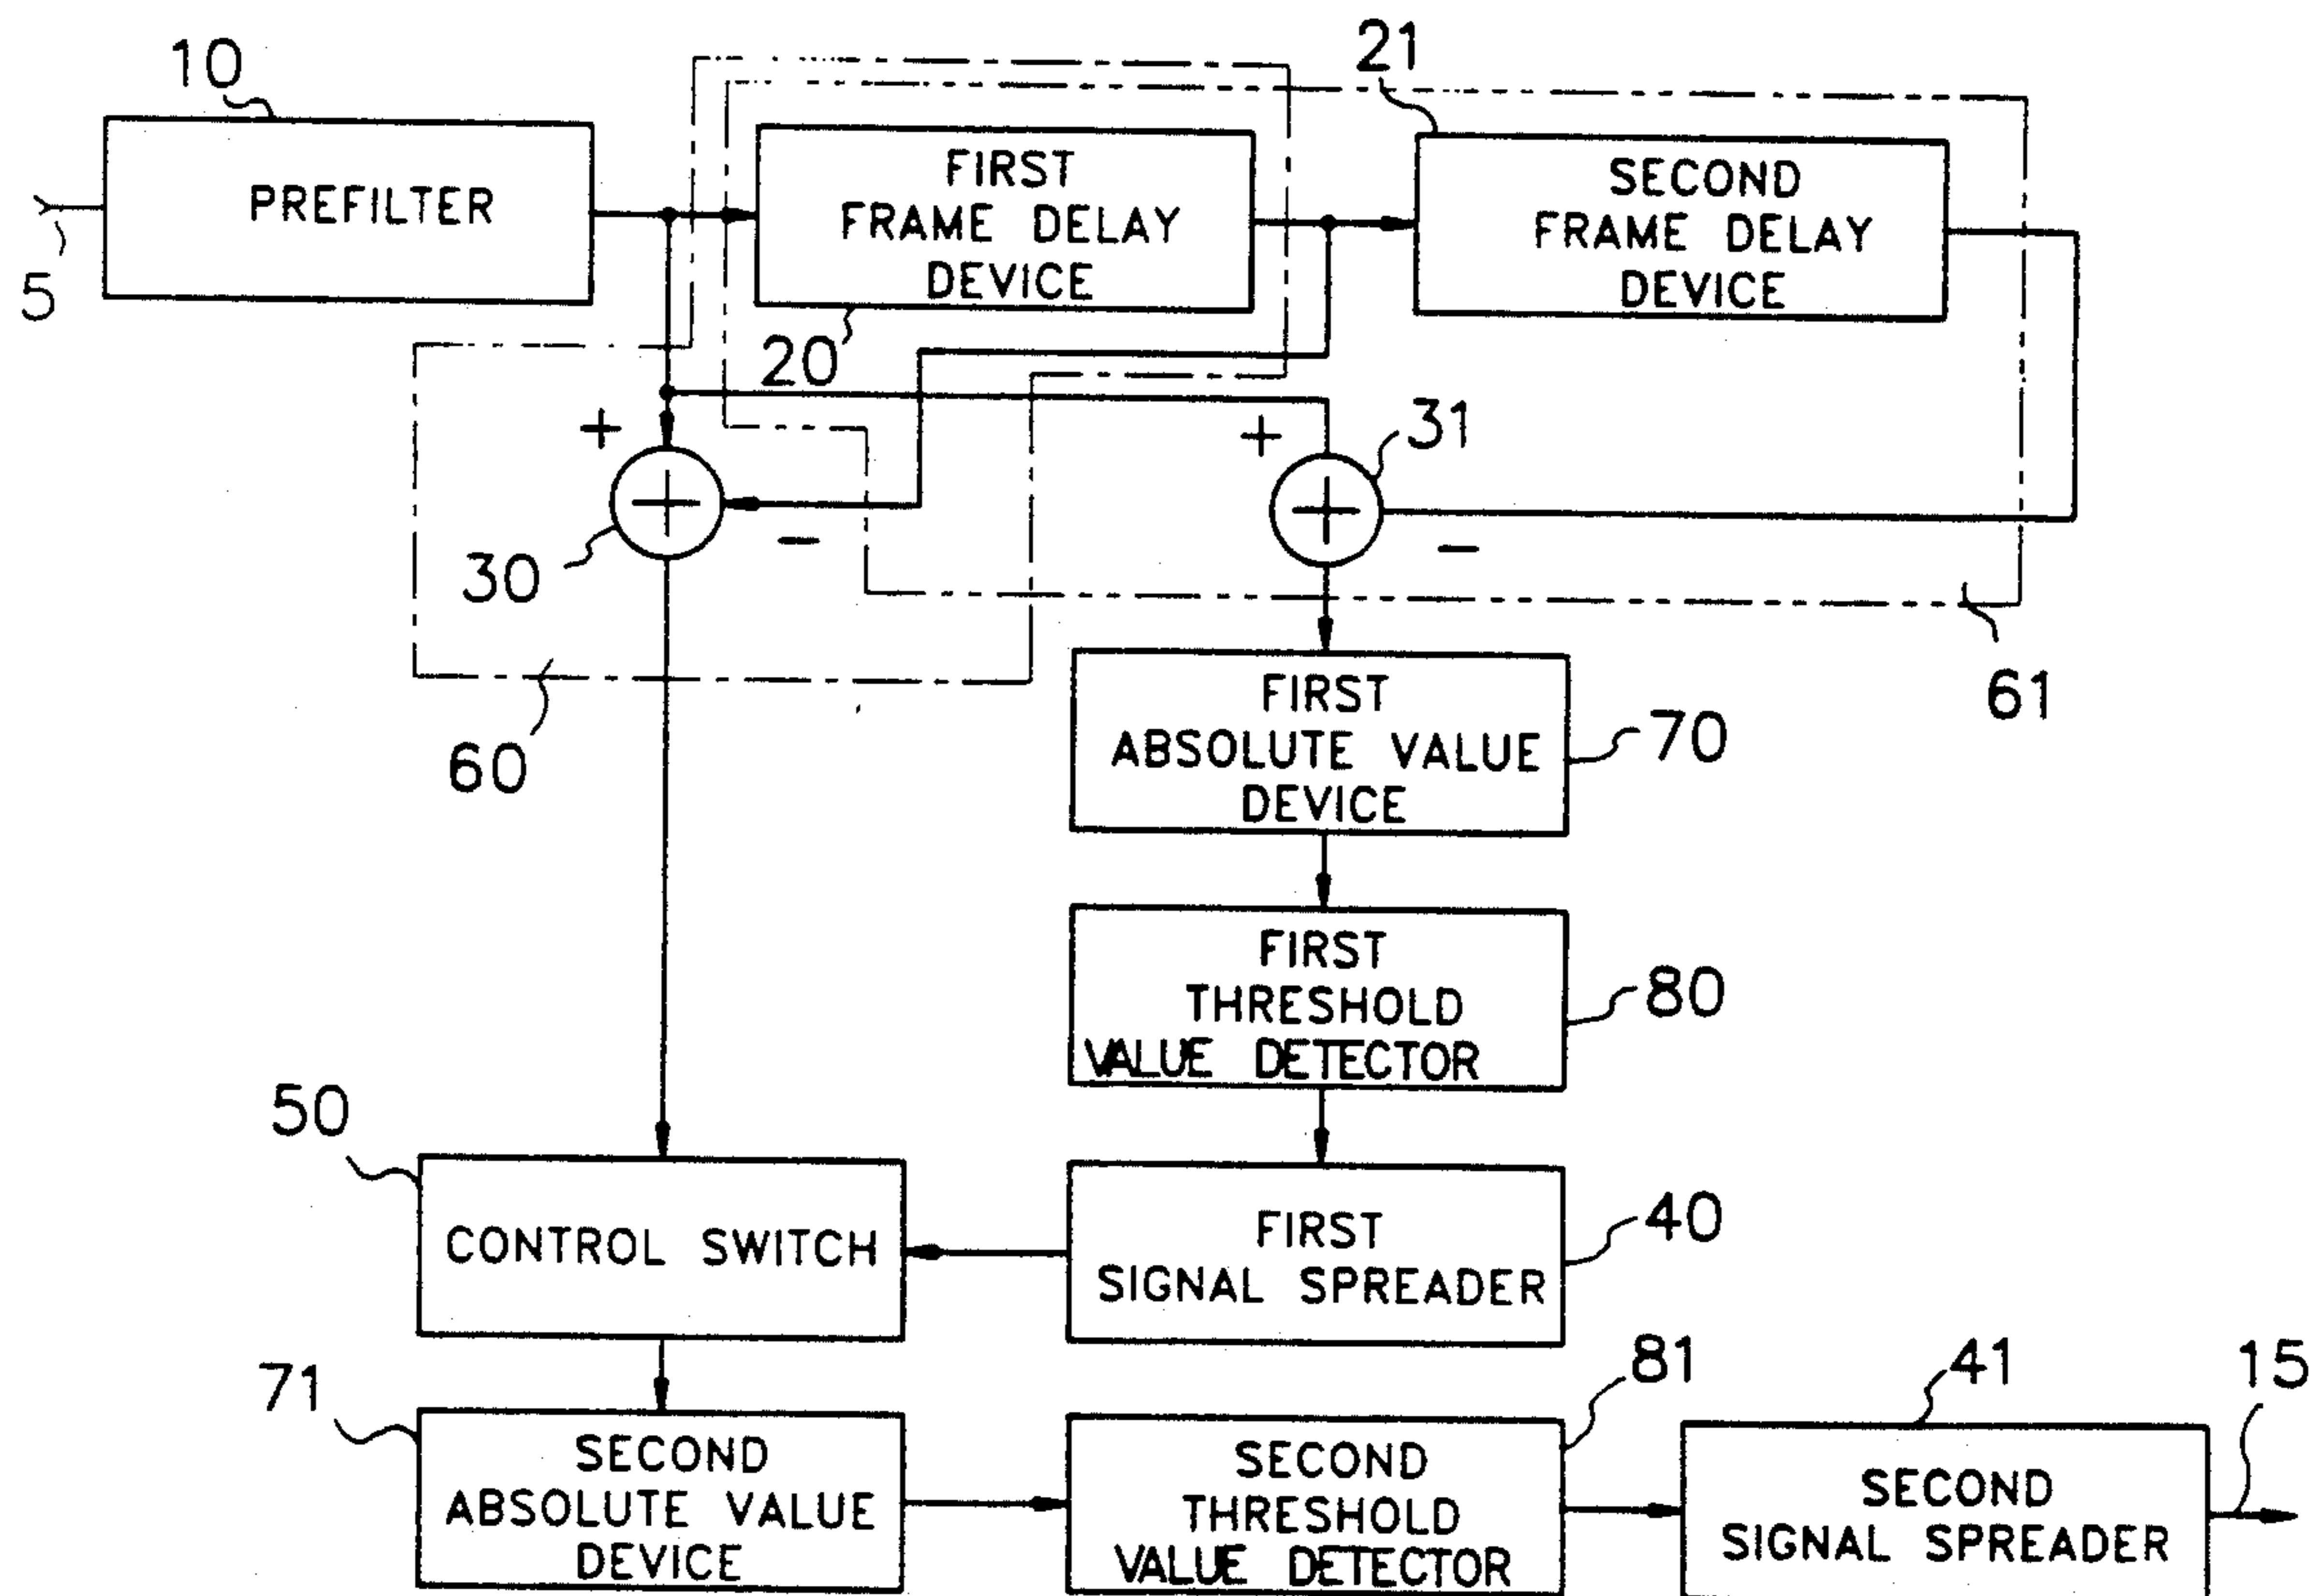 10
21
PREFILTER
FIRST
FRAME DELAY
DEVICE
SECOND
FRAME DELAY
DEVICE
5
20
+
+
31
30
−
−
60
61
FIRST
ABSOLUTE VALUE
DEVICE
70
FIRST
THRESHOLD
VALUE DETECTOR
80
50
CONTROL SWITCH
FIRST
SIGNAL SPREADER
40
71
81
41
15
SECOND
ABSOLUTE VALUE
DEVICE
SECOND
THRESHOLD
VALUE DETECTOR
SECOND
SIGNAL SPREADER